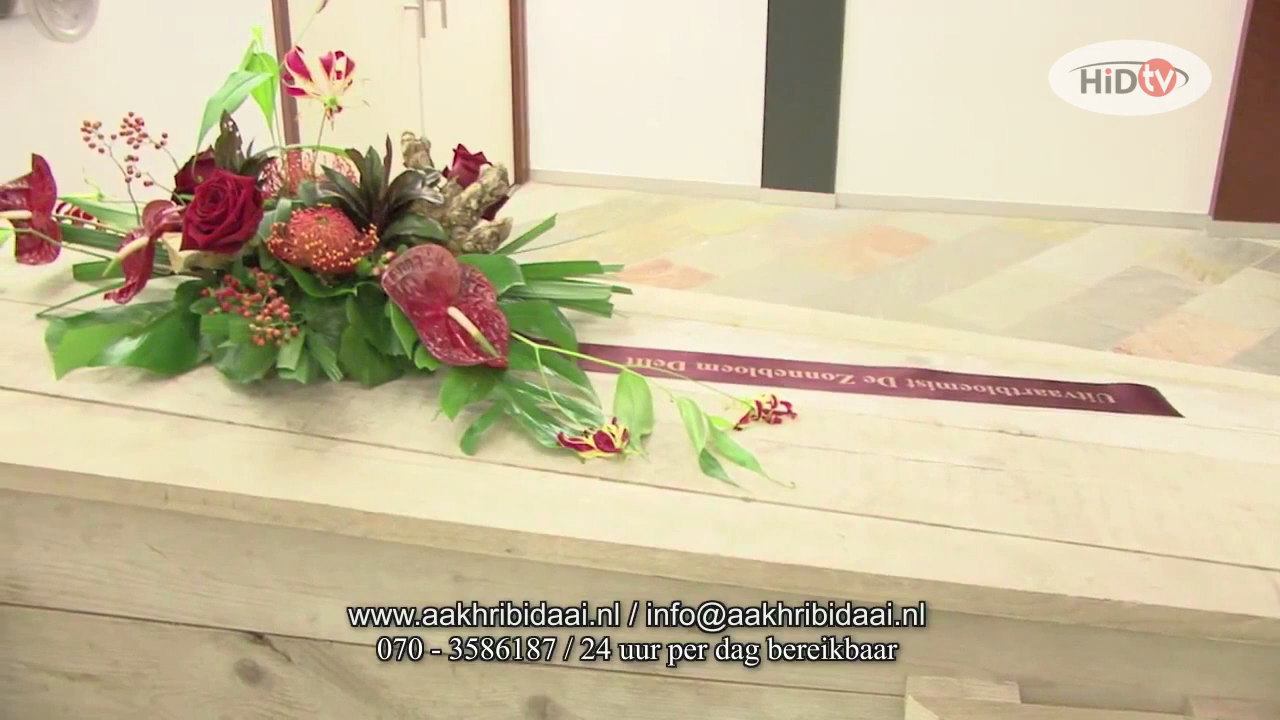 HiDtv
Uitvaartbloemist De Zonnebloem Delft
www.aakhribidaai.nl / info@aakhribidaai.nl
070 - 3586187 / 24 uur per dag bereikbaar